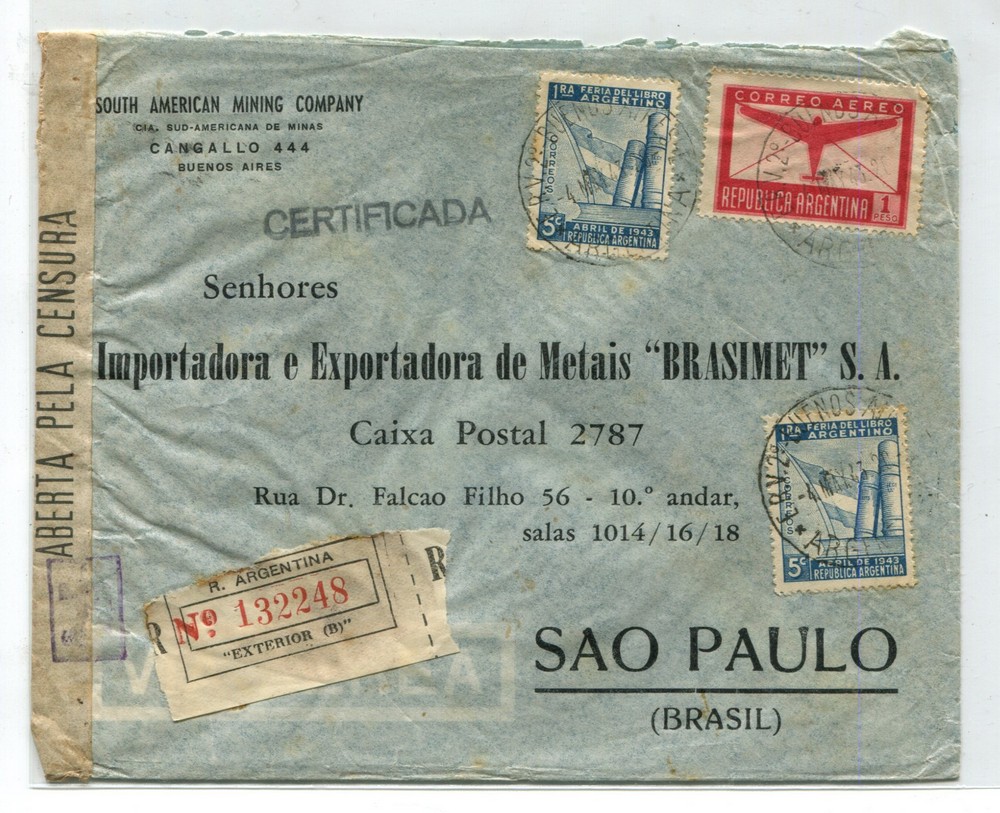 SOUTH AMERICAN MINING COMPANY
CIA. SUD-AMERICANA DE MINAS
CANGALLO 444
BUENOS AIRES
CERTIFICADA
1RA FERIA DEL LIBRO
ARGENTINO
CORREOS
5c
ABRIL DE 1943
REPUBLICA ARGENTINA
CORREO AEREO
REPUBLICA ARGENTINA
1
PESO
ABERTA PELA CENSURA
Senhores
Importadora e Exportadora de Metais "BRASIMET" S. A.
Caixa Postal 2787
Rua Dr. Falcao Filho 56 - 10.º andar,
salas 1014/16/18
1RA FERIA DEL LIBRO
ARGENTINO
CORREOS
5c
ABRIL DE 1943
REPUBLICA ARGENTINA
R. ARGENTINA
R
R
Nº 132248
"EXTERIOR (B)"
SAO PAULO
(BRASIL)